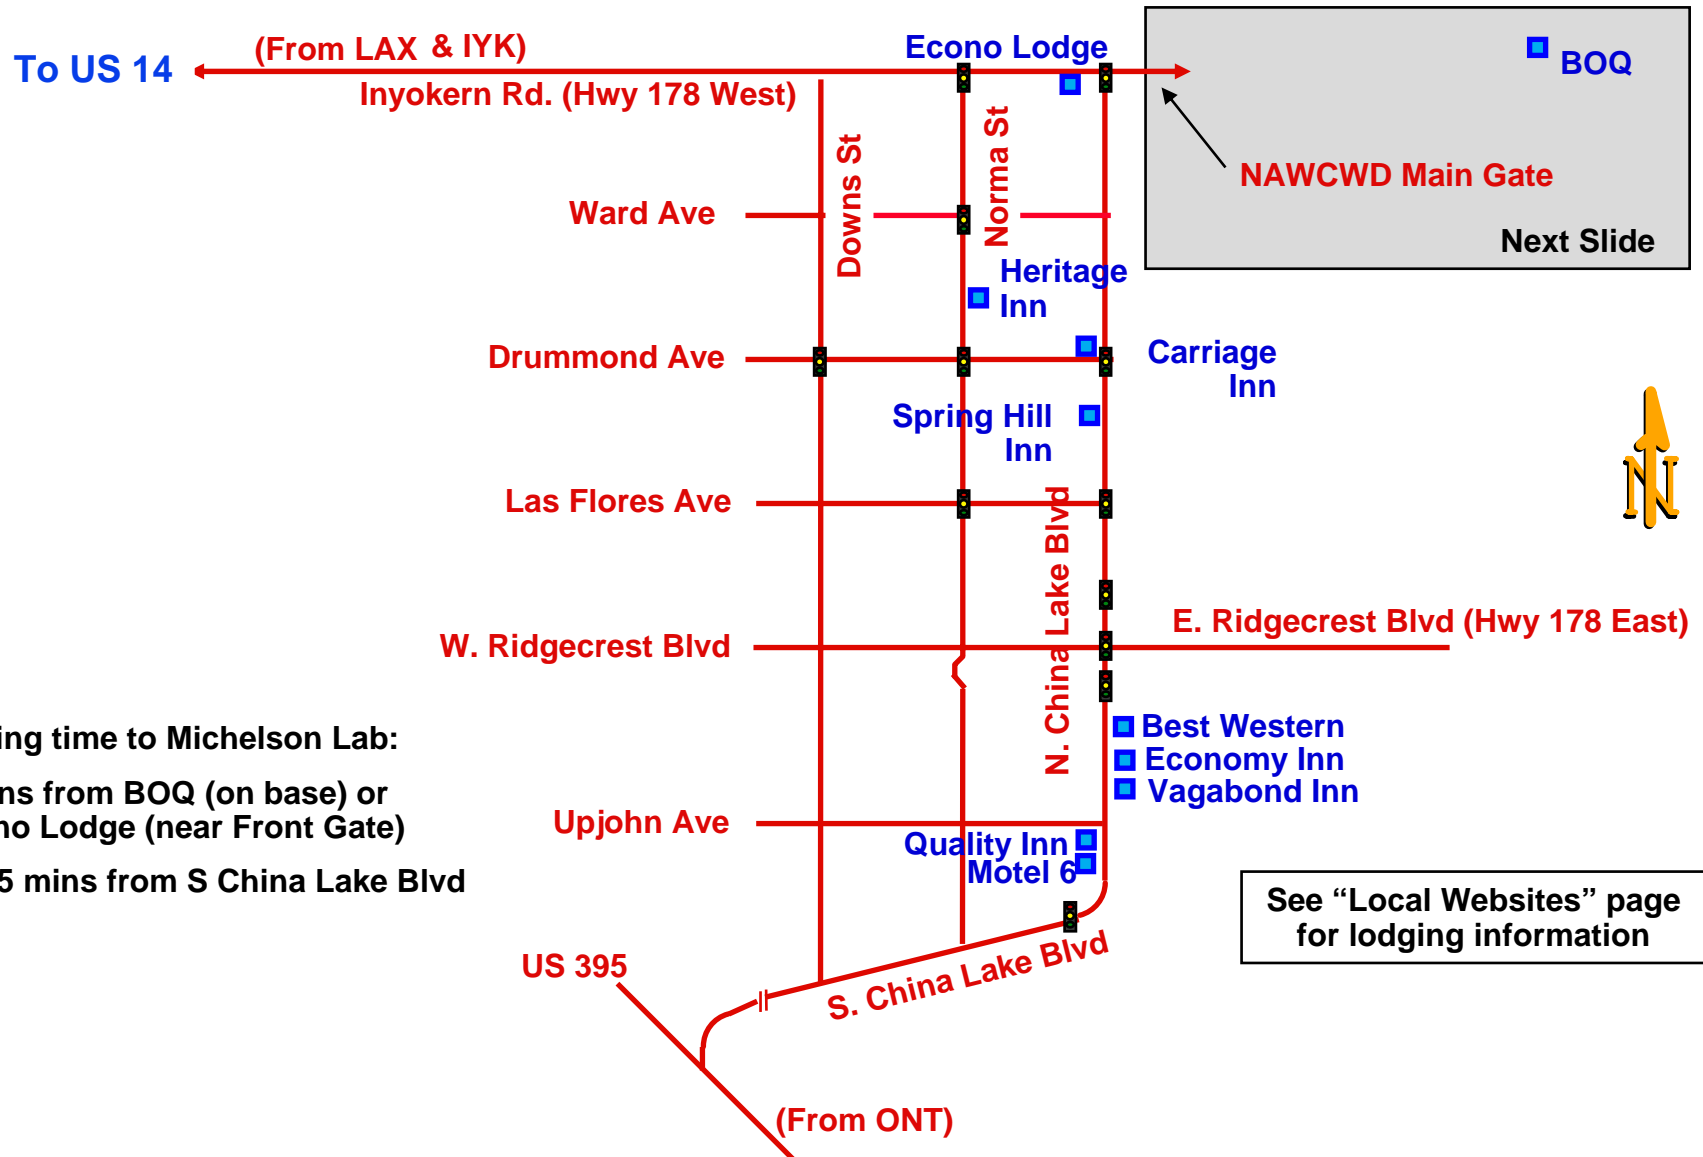 (From LAX & IYK)
Econo Lodge
To US 14
BOQ
Inyokern Rd. (Hwy 178 West)
Downs St
Norma St
NAWCWD Main Gate
Ward Ave
Next Slide
Heritage
Inn
Drummond Ave
Carriage
Inn
Spring Hill
Inn
N
Las Flores Ave
N. China Lake Blvd
E. Ridgecrest Blvd (Hwy 178 East)
W. Ridgecrest Blvd
Best Western
Economy Inn
Vagabond Inn
time to Michelson Lab:
from BOQ (on base) or
Lodge (near Front Gate)
mins from S China Lake Blvd
Upjohn Ave
Quality Inn
Motel 6
See “Local Websites” page
for lodging information
US 395
S. China Lake Blvd
(From ONT)